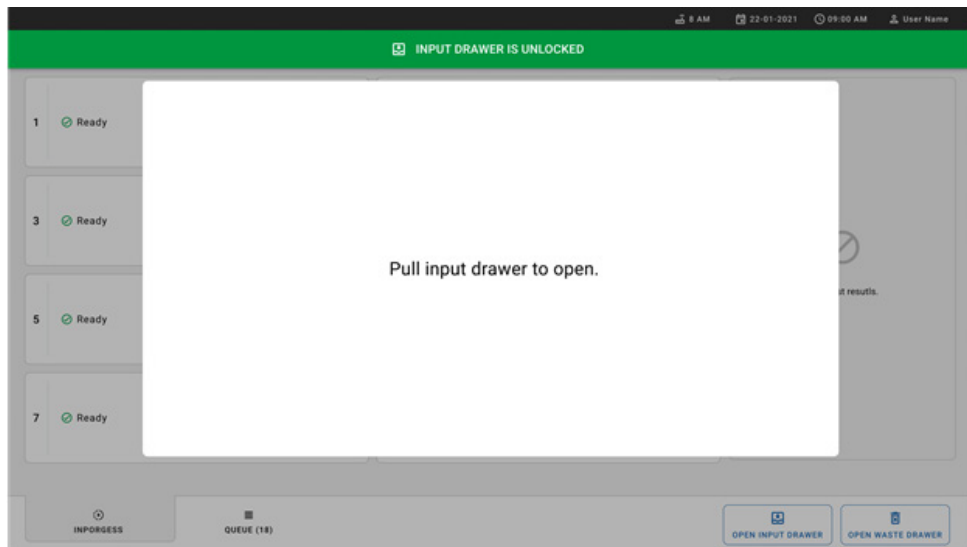 8 AM 22-01-2021 09:00 AM User Name
INPUT DRAWER IS UNLOCKED
1 Ready
3 Ready
Pull input drawer to open.
resutls.
5 Ready
7 Ready
INPORGESS
QUEUE (18)
OPEN INPUT DRAWER
OPEN WASTE DRAWER